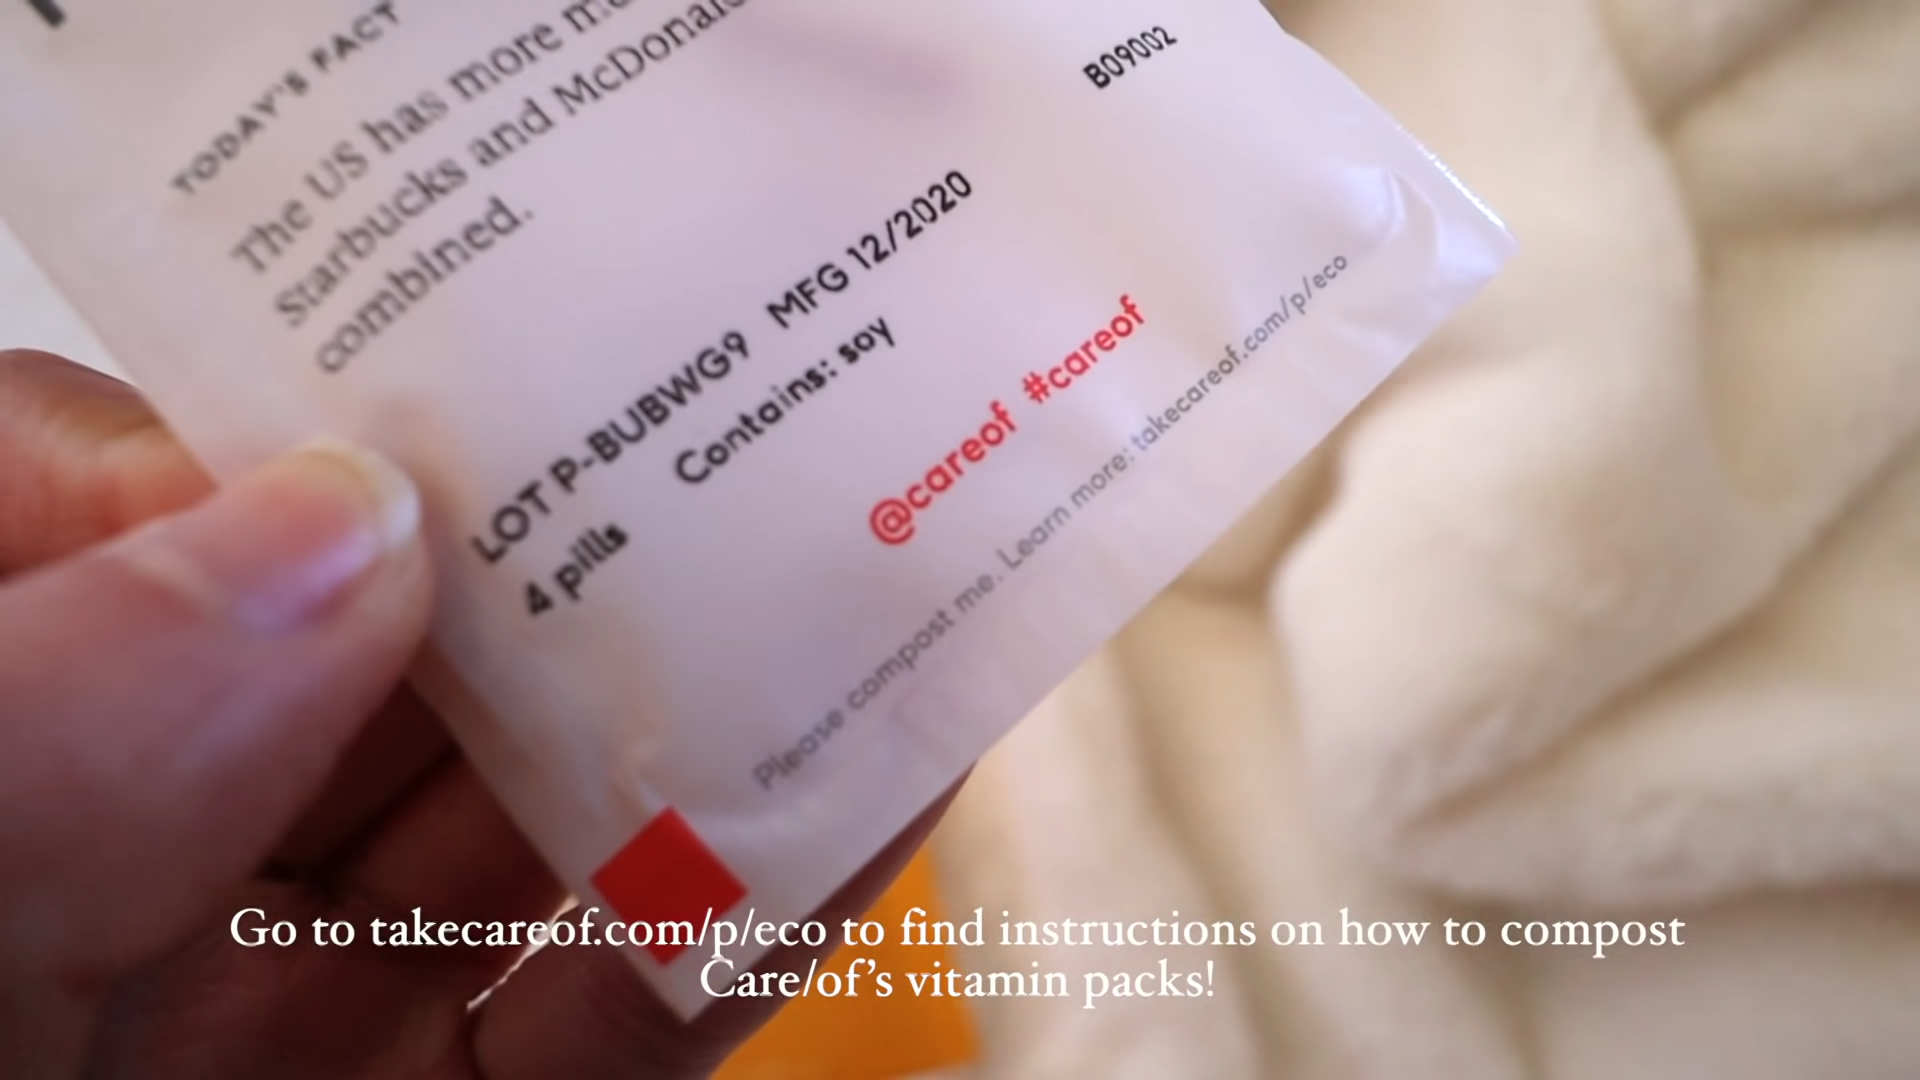 TODAY'S FACT
The US has more
Starbucks and McDonald
combined.
B09002
LOT P-BUBWG9 MFG 12/2020
4 pills Contains: soy
@careof #careof
Please compost me. Learn more: takecareof.com/p/eco
Go to takecareof.com/p/eco to find instructions on how to compost
Care/of’s vitamin packs!